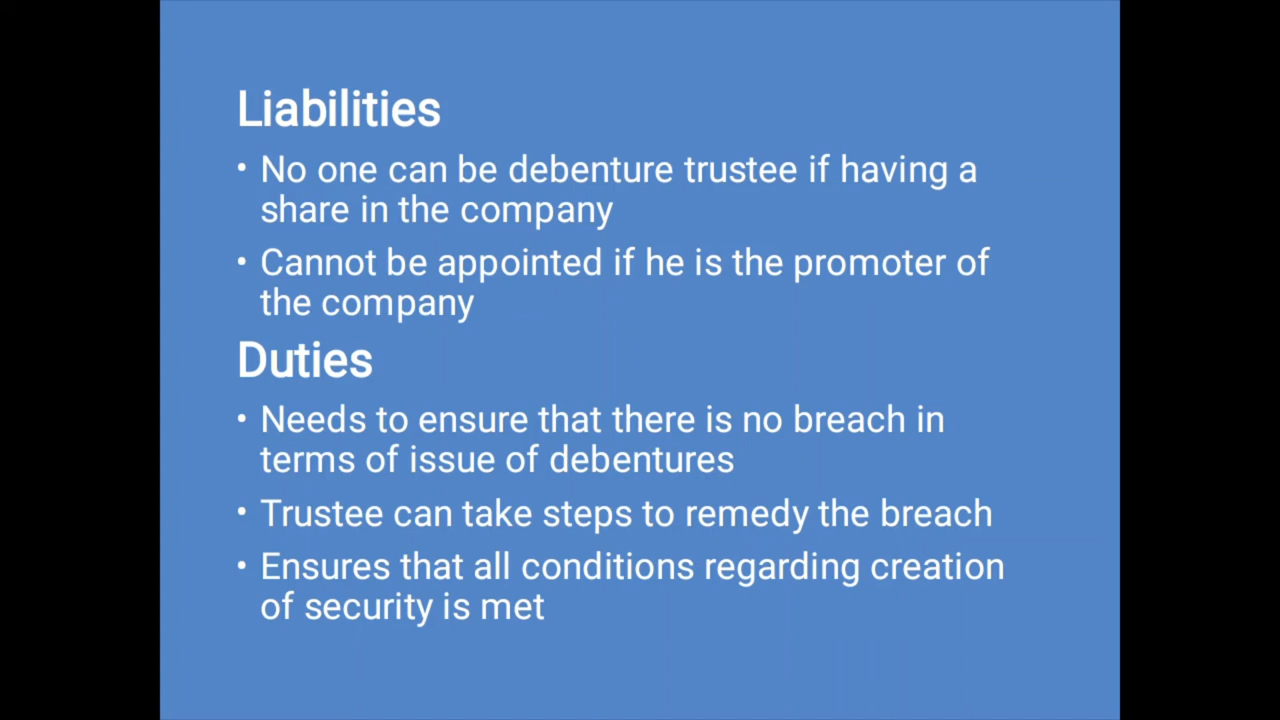 Liabilities
• No one can be debenture trustee if having a
share in the company
• Cannot be appointed if he is the promoter of
the company
Duties
• Needs to ensure that there is no breach in
terms of issue of debentures
• Trustee can take steps to remedy the breach
• Ensures that all conditions regarding creation
of security is met